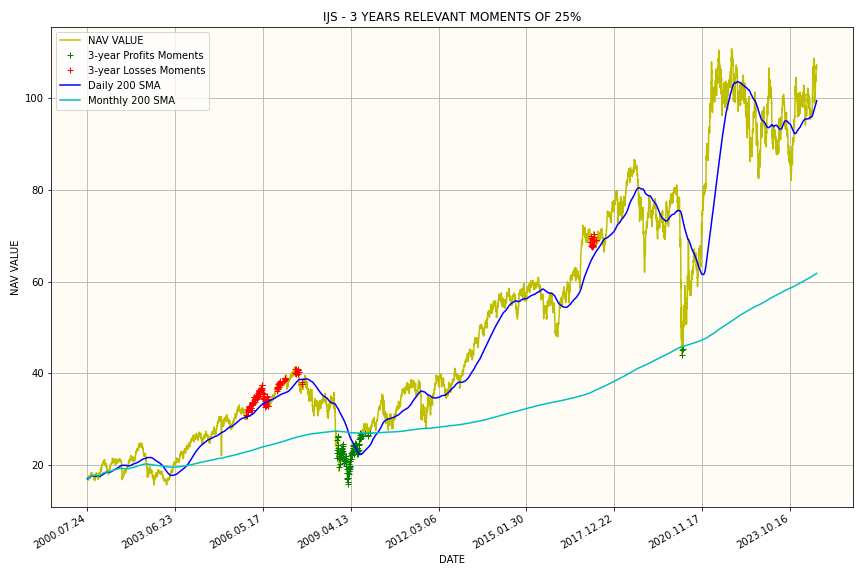 IJS - 3 YEARS RELEVANT MOMENTS OF 25%
NAV VALUE
3-year Profits Moments
3-year Losses Moments
Daily 200 SMA
Monthly 200 SMA
100
80
60
40
20
NAV VALUE
2000.07.24
2003.06.23
2006.05.17
2009.04.13
2012.03.06
2015.01.30
2017.12.22
2020.11.17
2023.10.16
DATE